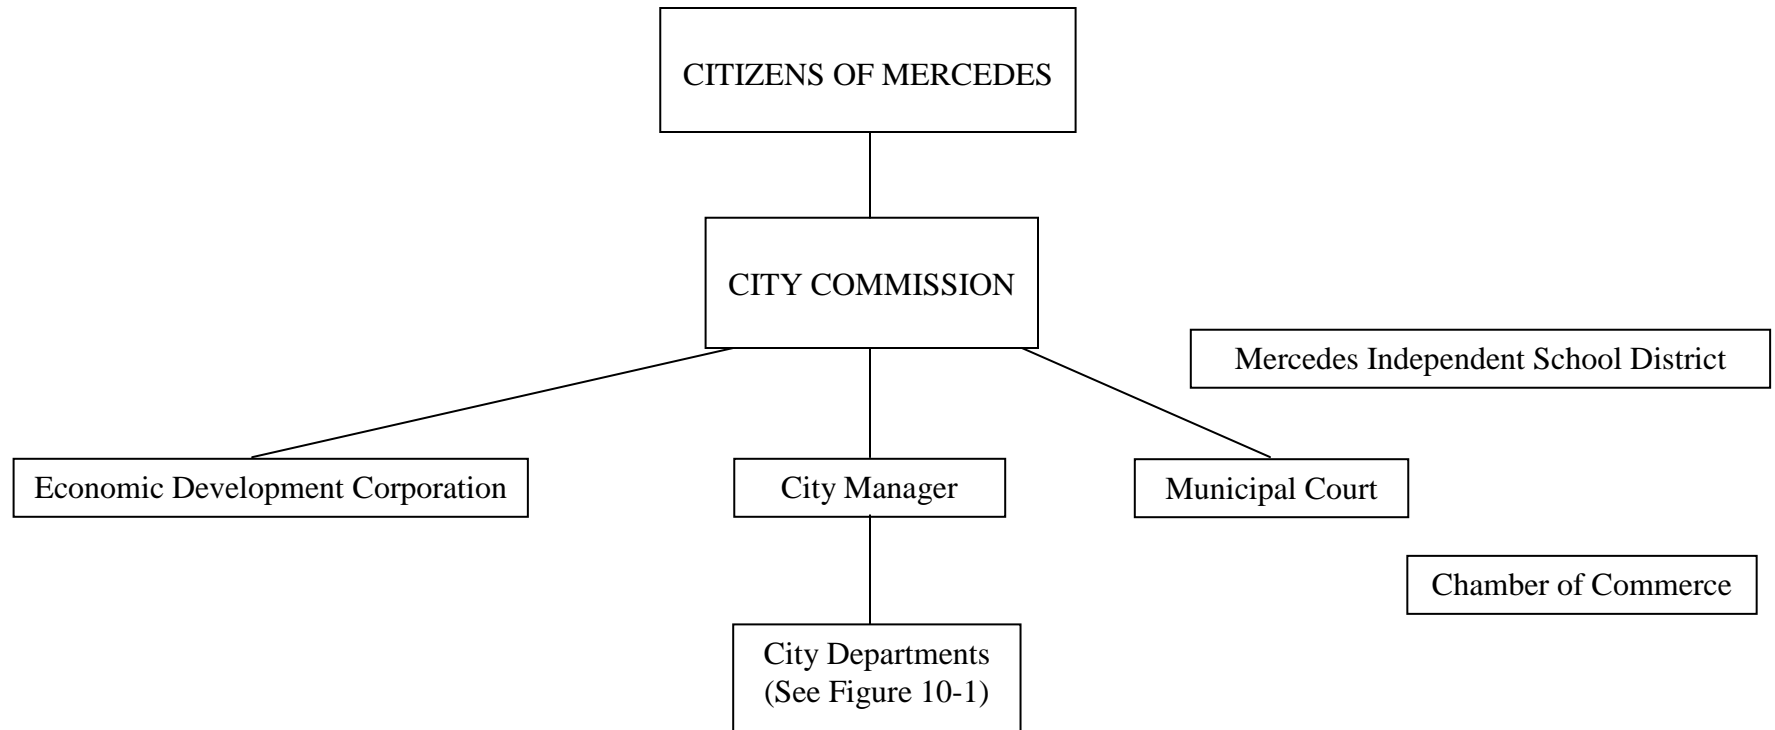 CITIZENS OF MERCEDES
CITY COMMISSION
Mercedes Independent School District
Economic Development Corporation
City Manager
Municipal Court
Chamber of Commerce
City Departments
(See Figure 10-1)